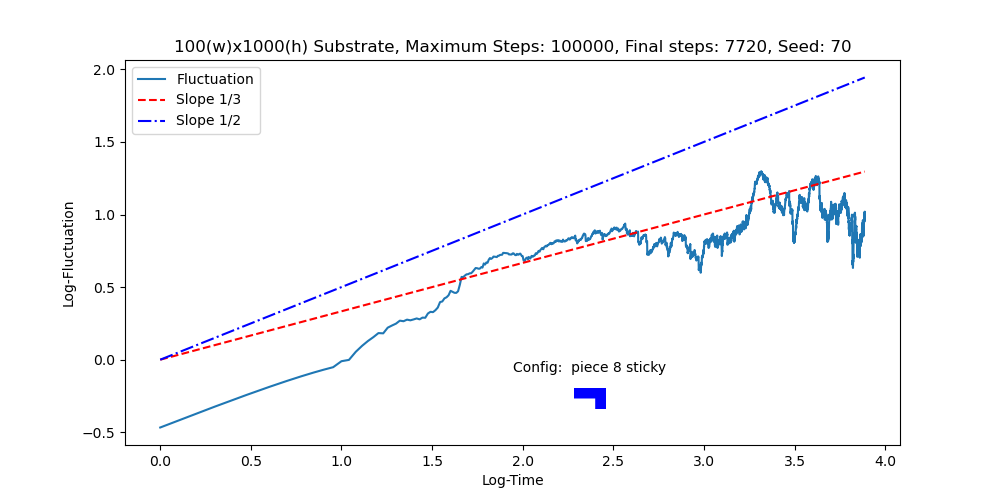 100(w)x1000(h) Substrate, Maximum Steps: 100000, Final steps: 7720, Seed: 70
Fluctuation
Slope 1/3
Slope 1/2
2.0
1.5
1.0
0.5
0.0
−0.5
Log-Fluctuation
Config:  piece 8 sticky
0.0 0.5 1.0 1.5 2.0 2.5 3.0 3.5 4.0
Log-Time